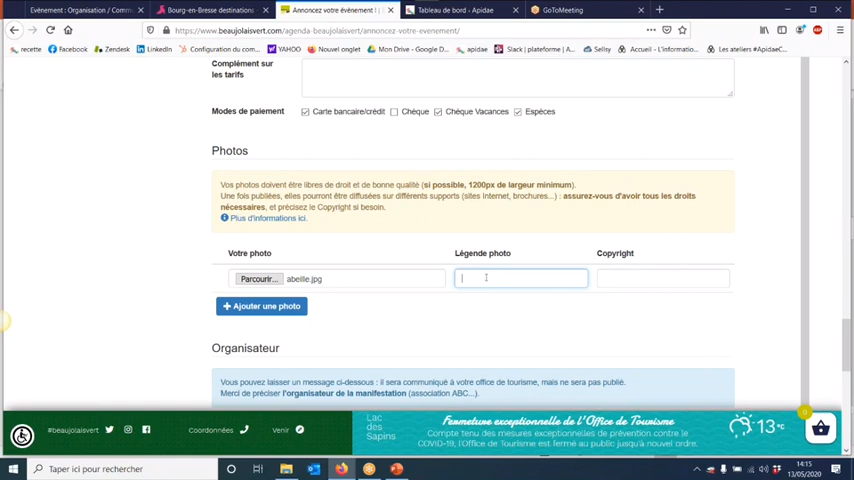 Evénement : Organisation / Commu
Bourg-en-Bresse destinations
Annoncez votre évènement ! |
Tableau de bord - Apidae
GoToMeeting
https://www.beaujolaisvert.com/agenda-beaujolaisvert/annoncez-votre-evenement/
recette Facebook Zendesk LinkedIn Configuration du com... YAHOO Nouvel onglet Mon Drive - Google D... apidae Slack | plateforme | A... citrix Sellsy Accueil - L'informatio... Les ateliers #ApidaeC...
Complément sur
les tarifs
Modes de paiement Carte bancaire/crédit Chèque Chèque Vacances Espèces
Photos
Vos photos doivent être libres de droit et de bonne qualité (si possible, 1200px de largeur minimum).
Une fois publiées, elles pourront être diffusées sur différents supports (sites Internet, brochures...) : assurez-vous d'avoir tous les droits
nécessaires, et précisez le Copyright si besoin.
Plus d'informations ici.
Votre photo Légende photo Copyright
Parcourir... abeille.jpg
Ajouter une photo
Organisateur
Vous pouvez laisser un message ci-dessous : il sera communiqué à votre office de tourisme, mais ne sera pas publié.
Merci de préciser l'organisateur de la manifestation (association ABC...).
#beaujolaisvert Coordonnées Venir
Lac
des
Sapins
Fermeture exceptionnelle de l'Office de Tourisme
Compte tenu des mesures exceptionnelles de prévention contre le
COVID-19, l'Office de Tourisme est fermé au public jusqu'à nouvel ordre.
13°C
0
Taper ici pour rechercher
14:15
13/05/2020